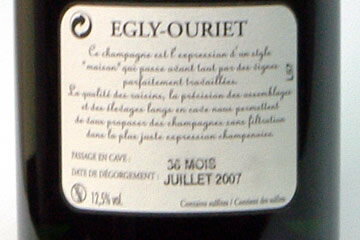 EGLY-OURIET
Ce champagne est l'expression d'un style
"maison" qui passe avant tout par des vignes
parfaitement travaillées.
La qualité des raisins, la précision des assemblages
et des élevages longs en cave nous permettent
de vous proposer des champagnes sans filtration
dans la plus juste expression champenoise.
PASSAGE EN CAVE : 36 MOIS
DATE DE DÉGORGEMENT : JUILLET 2007
12,5% vol. Contains sulfites / Contient des sulfites